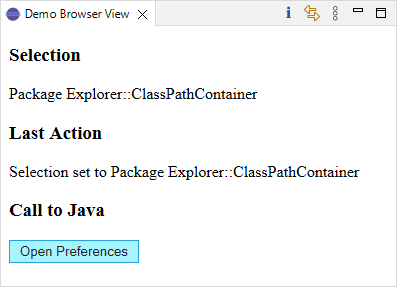 Demo Browser View
Selection
Package Explorer::ClassPathContainer
Last Action
Selection set to Package Explorer::ClassPathContainer
Call to Java
Open Preferences